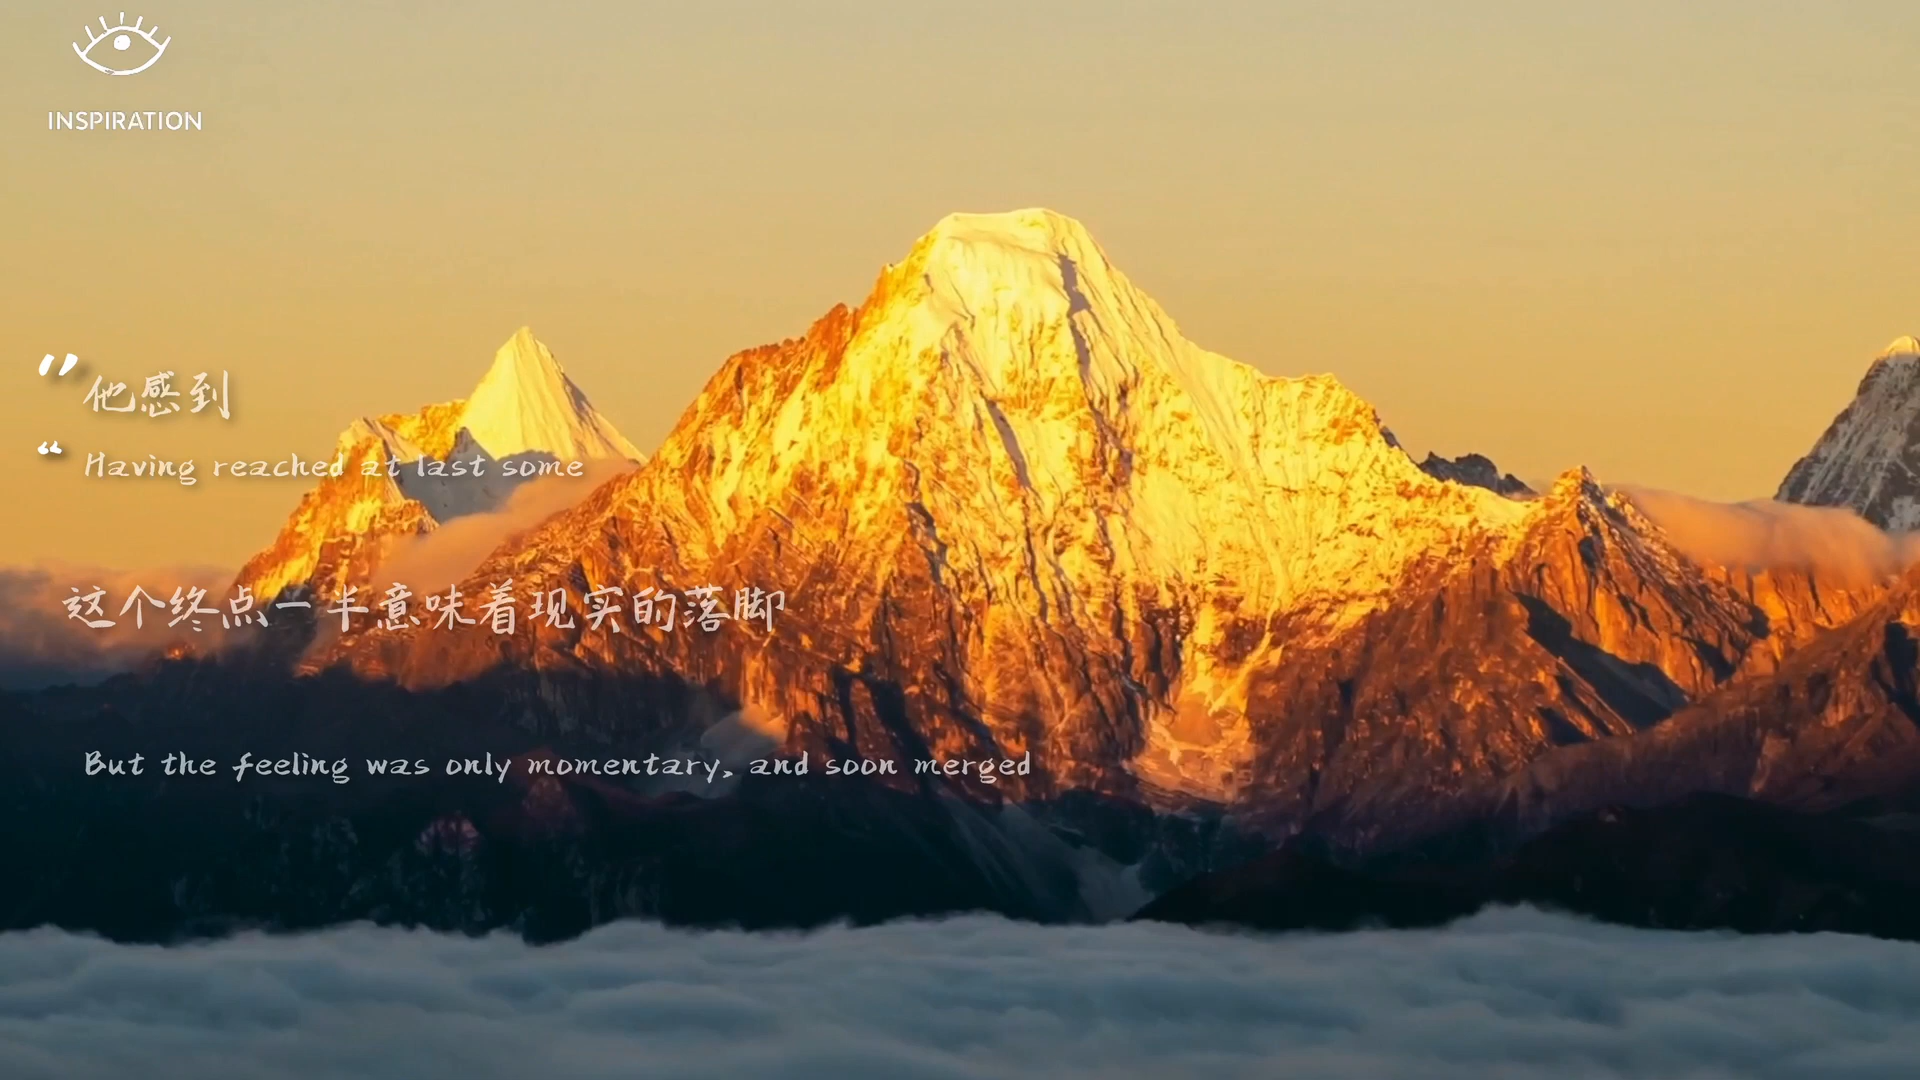 INSPIRATION
"他感到
“Having reached at last some
这个终点一半意味着现实的落脚
But the feeling was only momentary, and soon merged